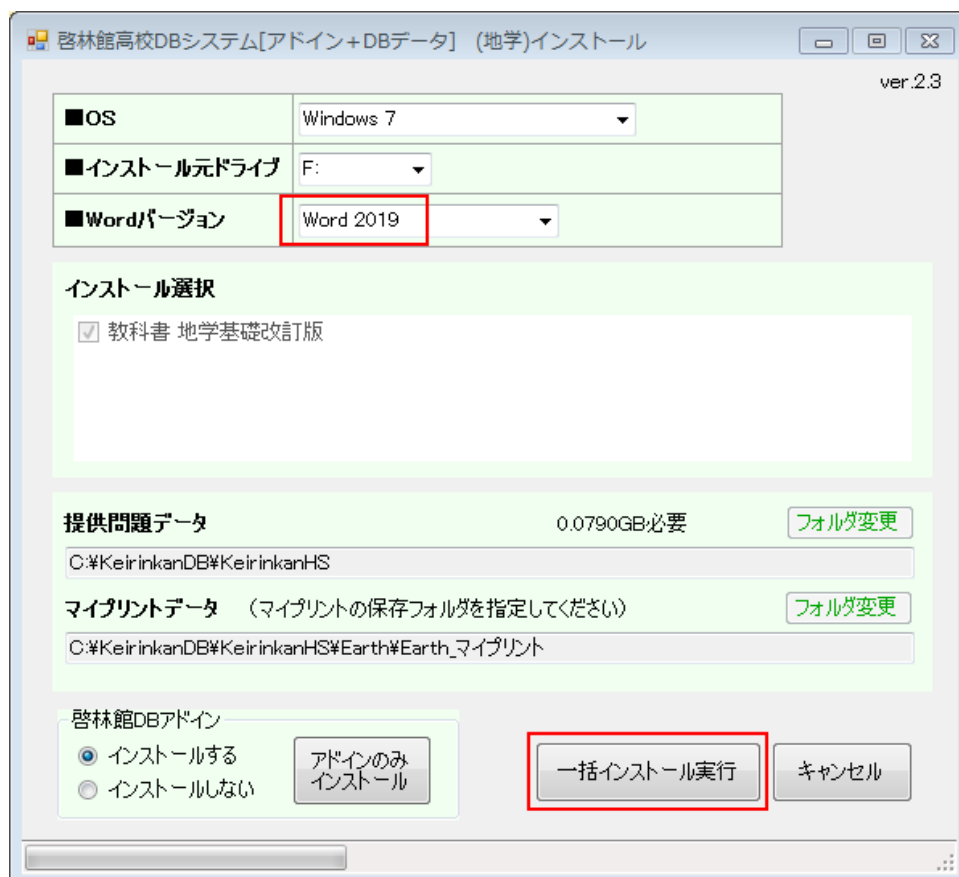 啓林館高校DBシステム[アドイン+DBデータ] (地学)インストール
ver.2.3
■OS Windows 7
■インストール元ドライブ F:
■Wordバージョン Word 2019
インストール選択
教科書 地学基礎改訂版
提供問題データ 0.0790GB必要 フォルダ変更
C:¥KeirinkanDB¥KeirinkanHS
マイプリントデータ (マイプリントの保存フォルダを指定してください) フォルダ変更
C:¥KeirinkanDB¥KeirinkanHS¥Earth¥Earth_マイプリント
啓林館DBアドイン
インストールする
インストールしない
アドインのみ
インストール
一括インストール実行
キャンセル